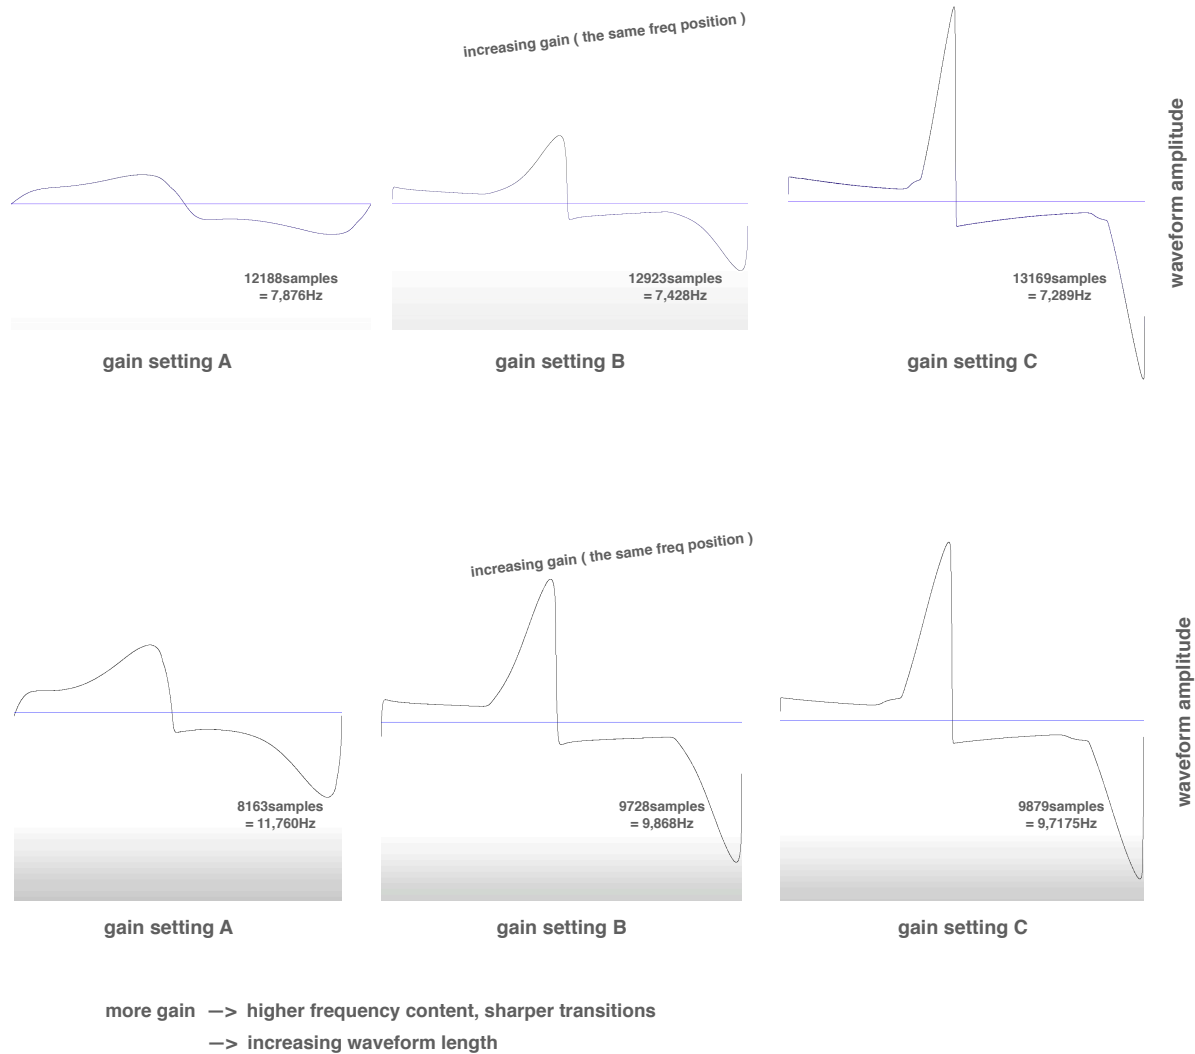 increasing gain ( the same freq position )
waveform amplitude
12188samples
= 7,876Hz
12923samples
= 7,428Hz
13169samples
= 7,289Hz
gain setting A
gain setting B
gain setting C
increasing gain ( the same freq position )
waveform amplitude
8163samples
= 11,760Hz
9728samples
= 9,868Hz
9879samples
= 9,7175Hz
gain setting A
gain setting B
gain setting C
more gain —> higher frequency content, sharper transitions
—> increasing waveform length